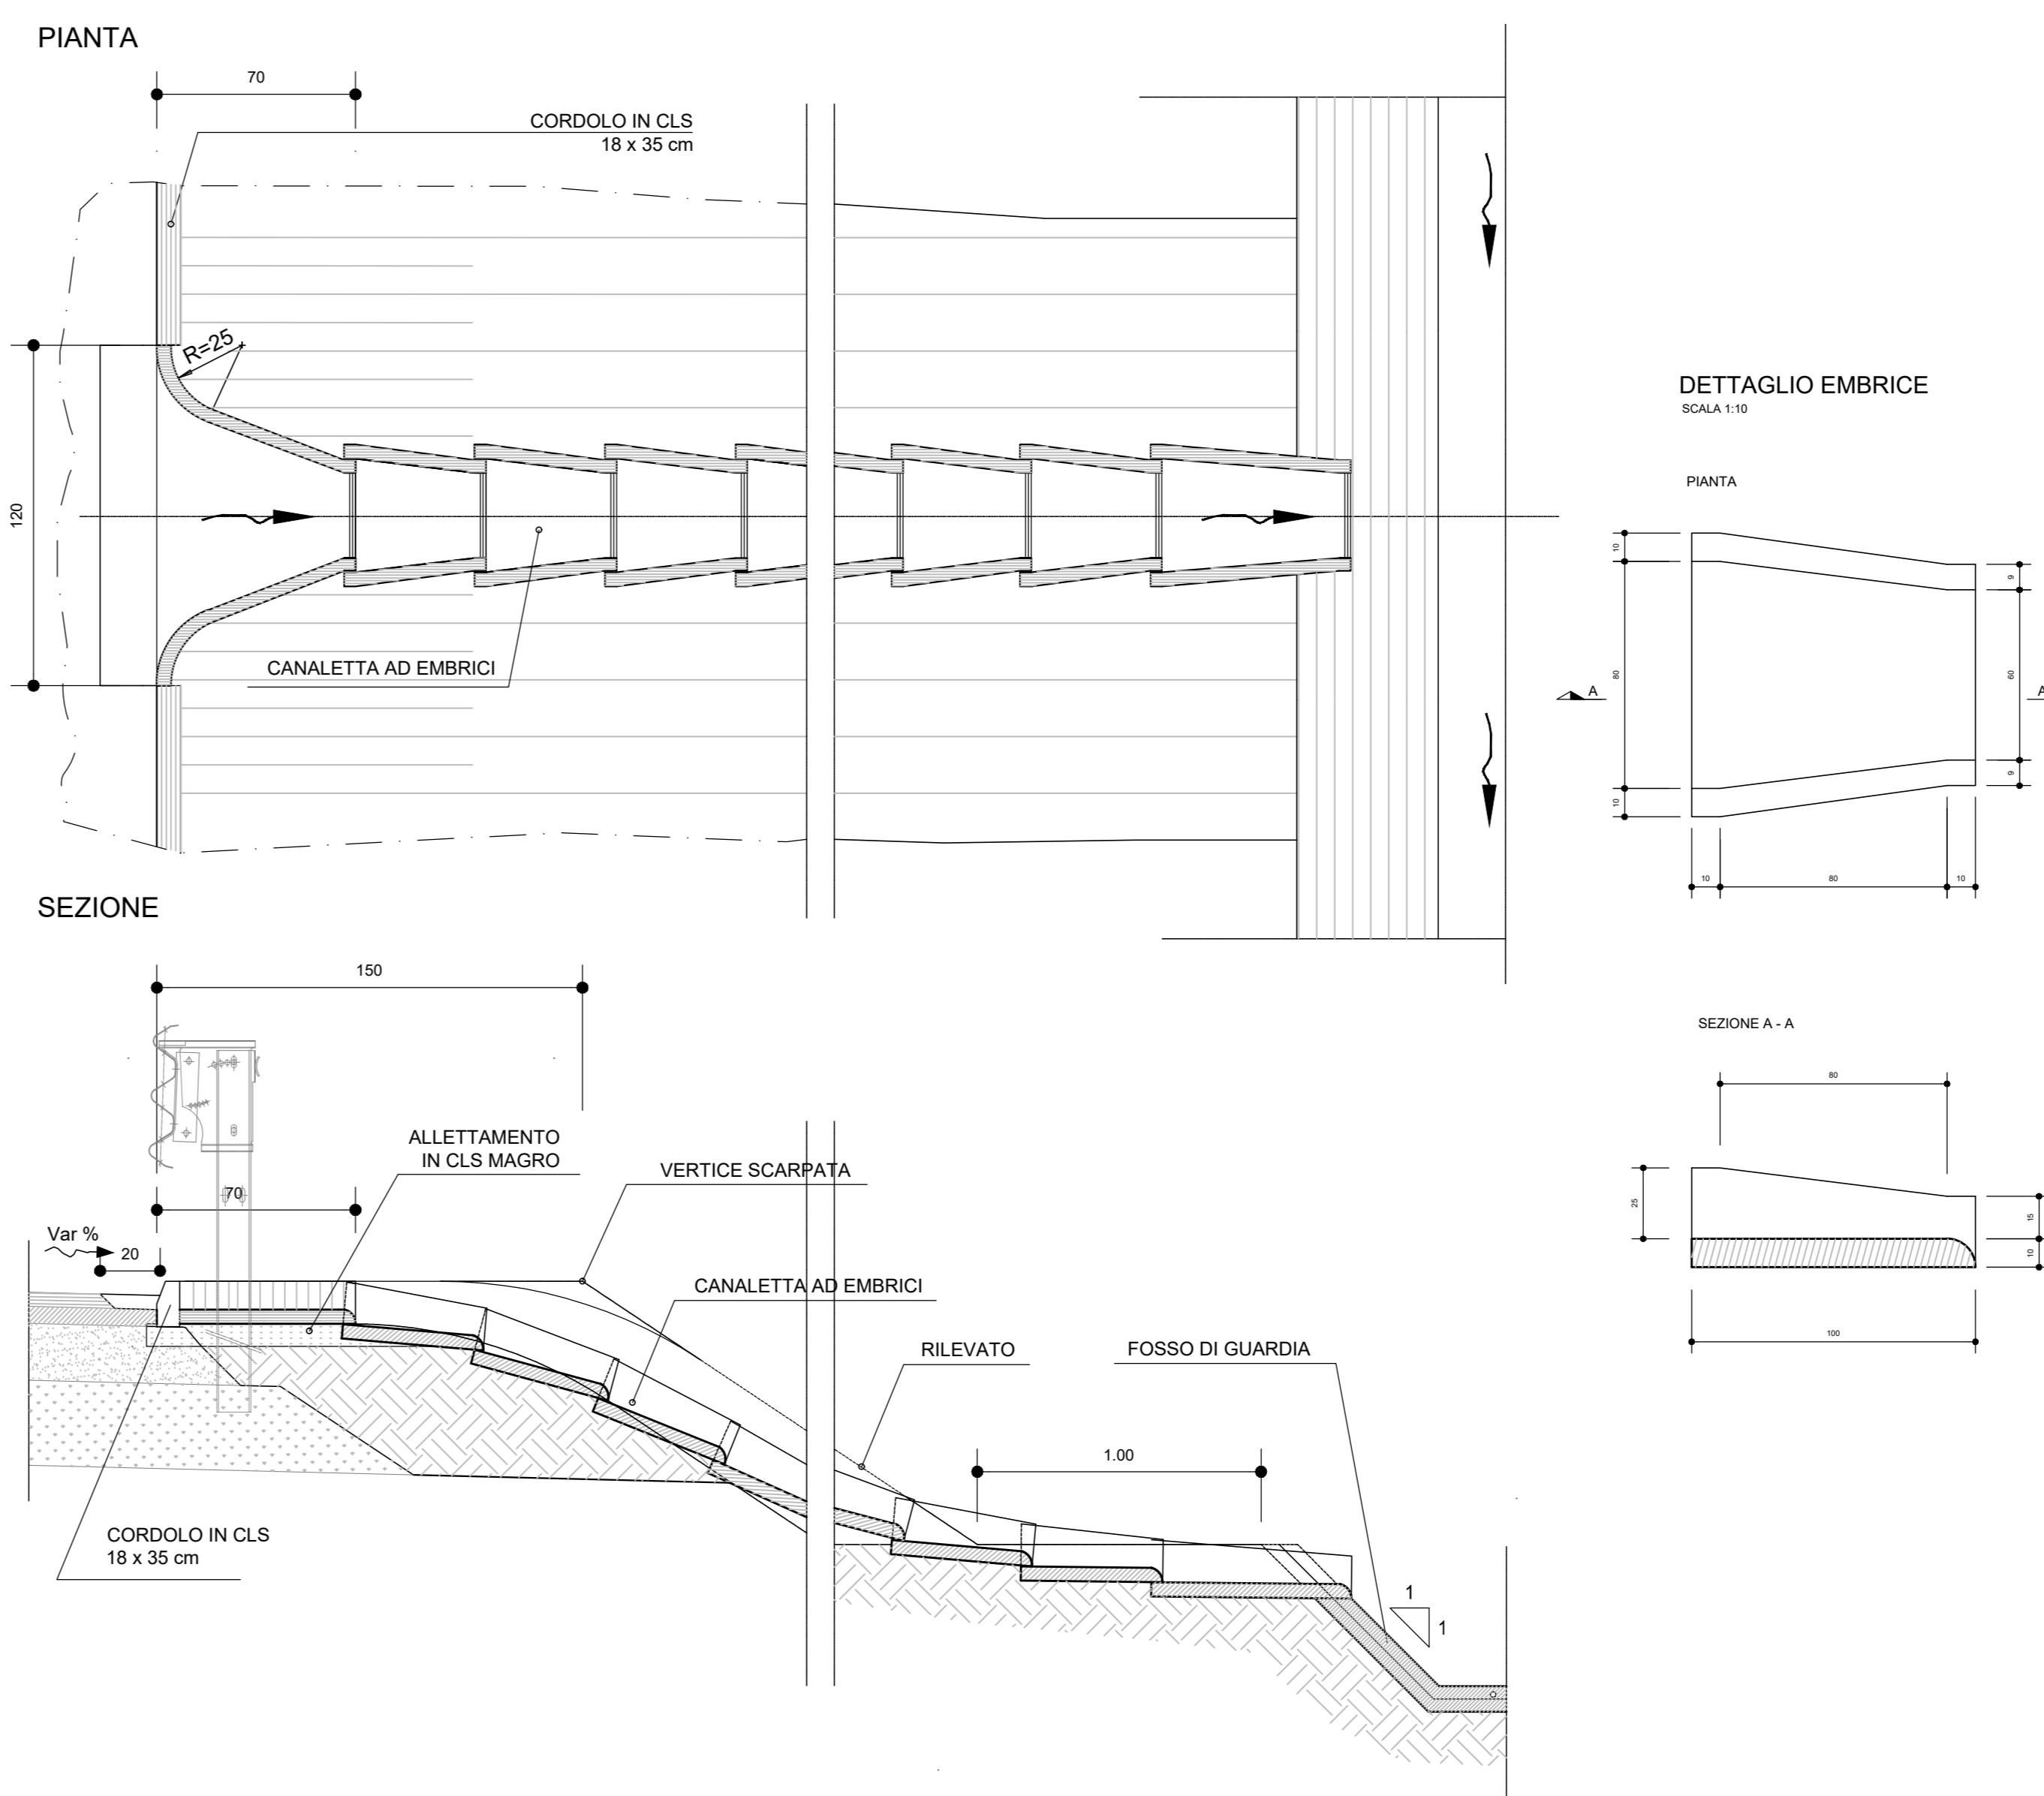 PIANTA
70
CORDOLO IN CLS
18 x 35 cm
R=25
120
CANALETTA AD EMBRICI
DETTAGLIO EMBRICE
SCALA 1:10
PIANTA
10
80
10
9
60
9
A
A
10
80
10
SEZIONE
150
ALLETTAMENTO
IN CLS MAGRO
VERTICE SCARPATA
70
Var %
20
CANALETTA AD EMBRICI
RILEVATO
FOSSO DI GUARDIA
1.00
CORDOLO IN CLS
18 x 35 cm
1
1
SEZIONE A - A
80
25
15
10
100